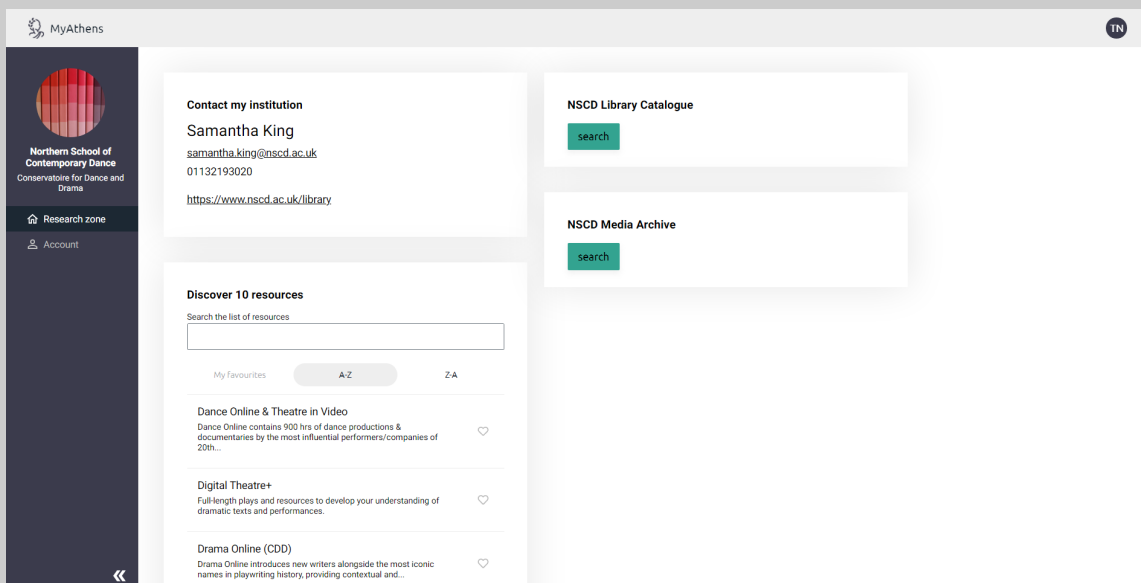 MyAthens
TN
Northern School of
Contemporary Dance
Conservatoire for Dance and
Drama
Research zone
Account
Contact my institution
Samantha King
samantha.king@nscd.ac.uk
01132193020
https://www.nscd.ac.uk/library
Discover 10 resources
Search the list of resources
My favourites
A-Z
Z-A
Dance Online & Theatre in Video
Dance Online contains 900 hrs of dance productions &
documentaries by the most influential performers/companies of
20th...
Digital Theatre+
Full-length plays and resources to develop your understanding of
dramatic texts and performances.
Drama Online (CDD)
Drama Online introduces new writers alongside the most iconic
names in playwriting history, providing contextual and...
NSCD Library Catalogue
search
NSCD Media Archive
search